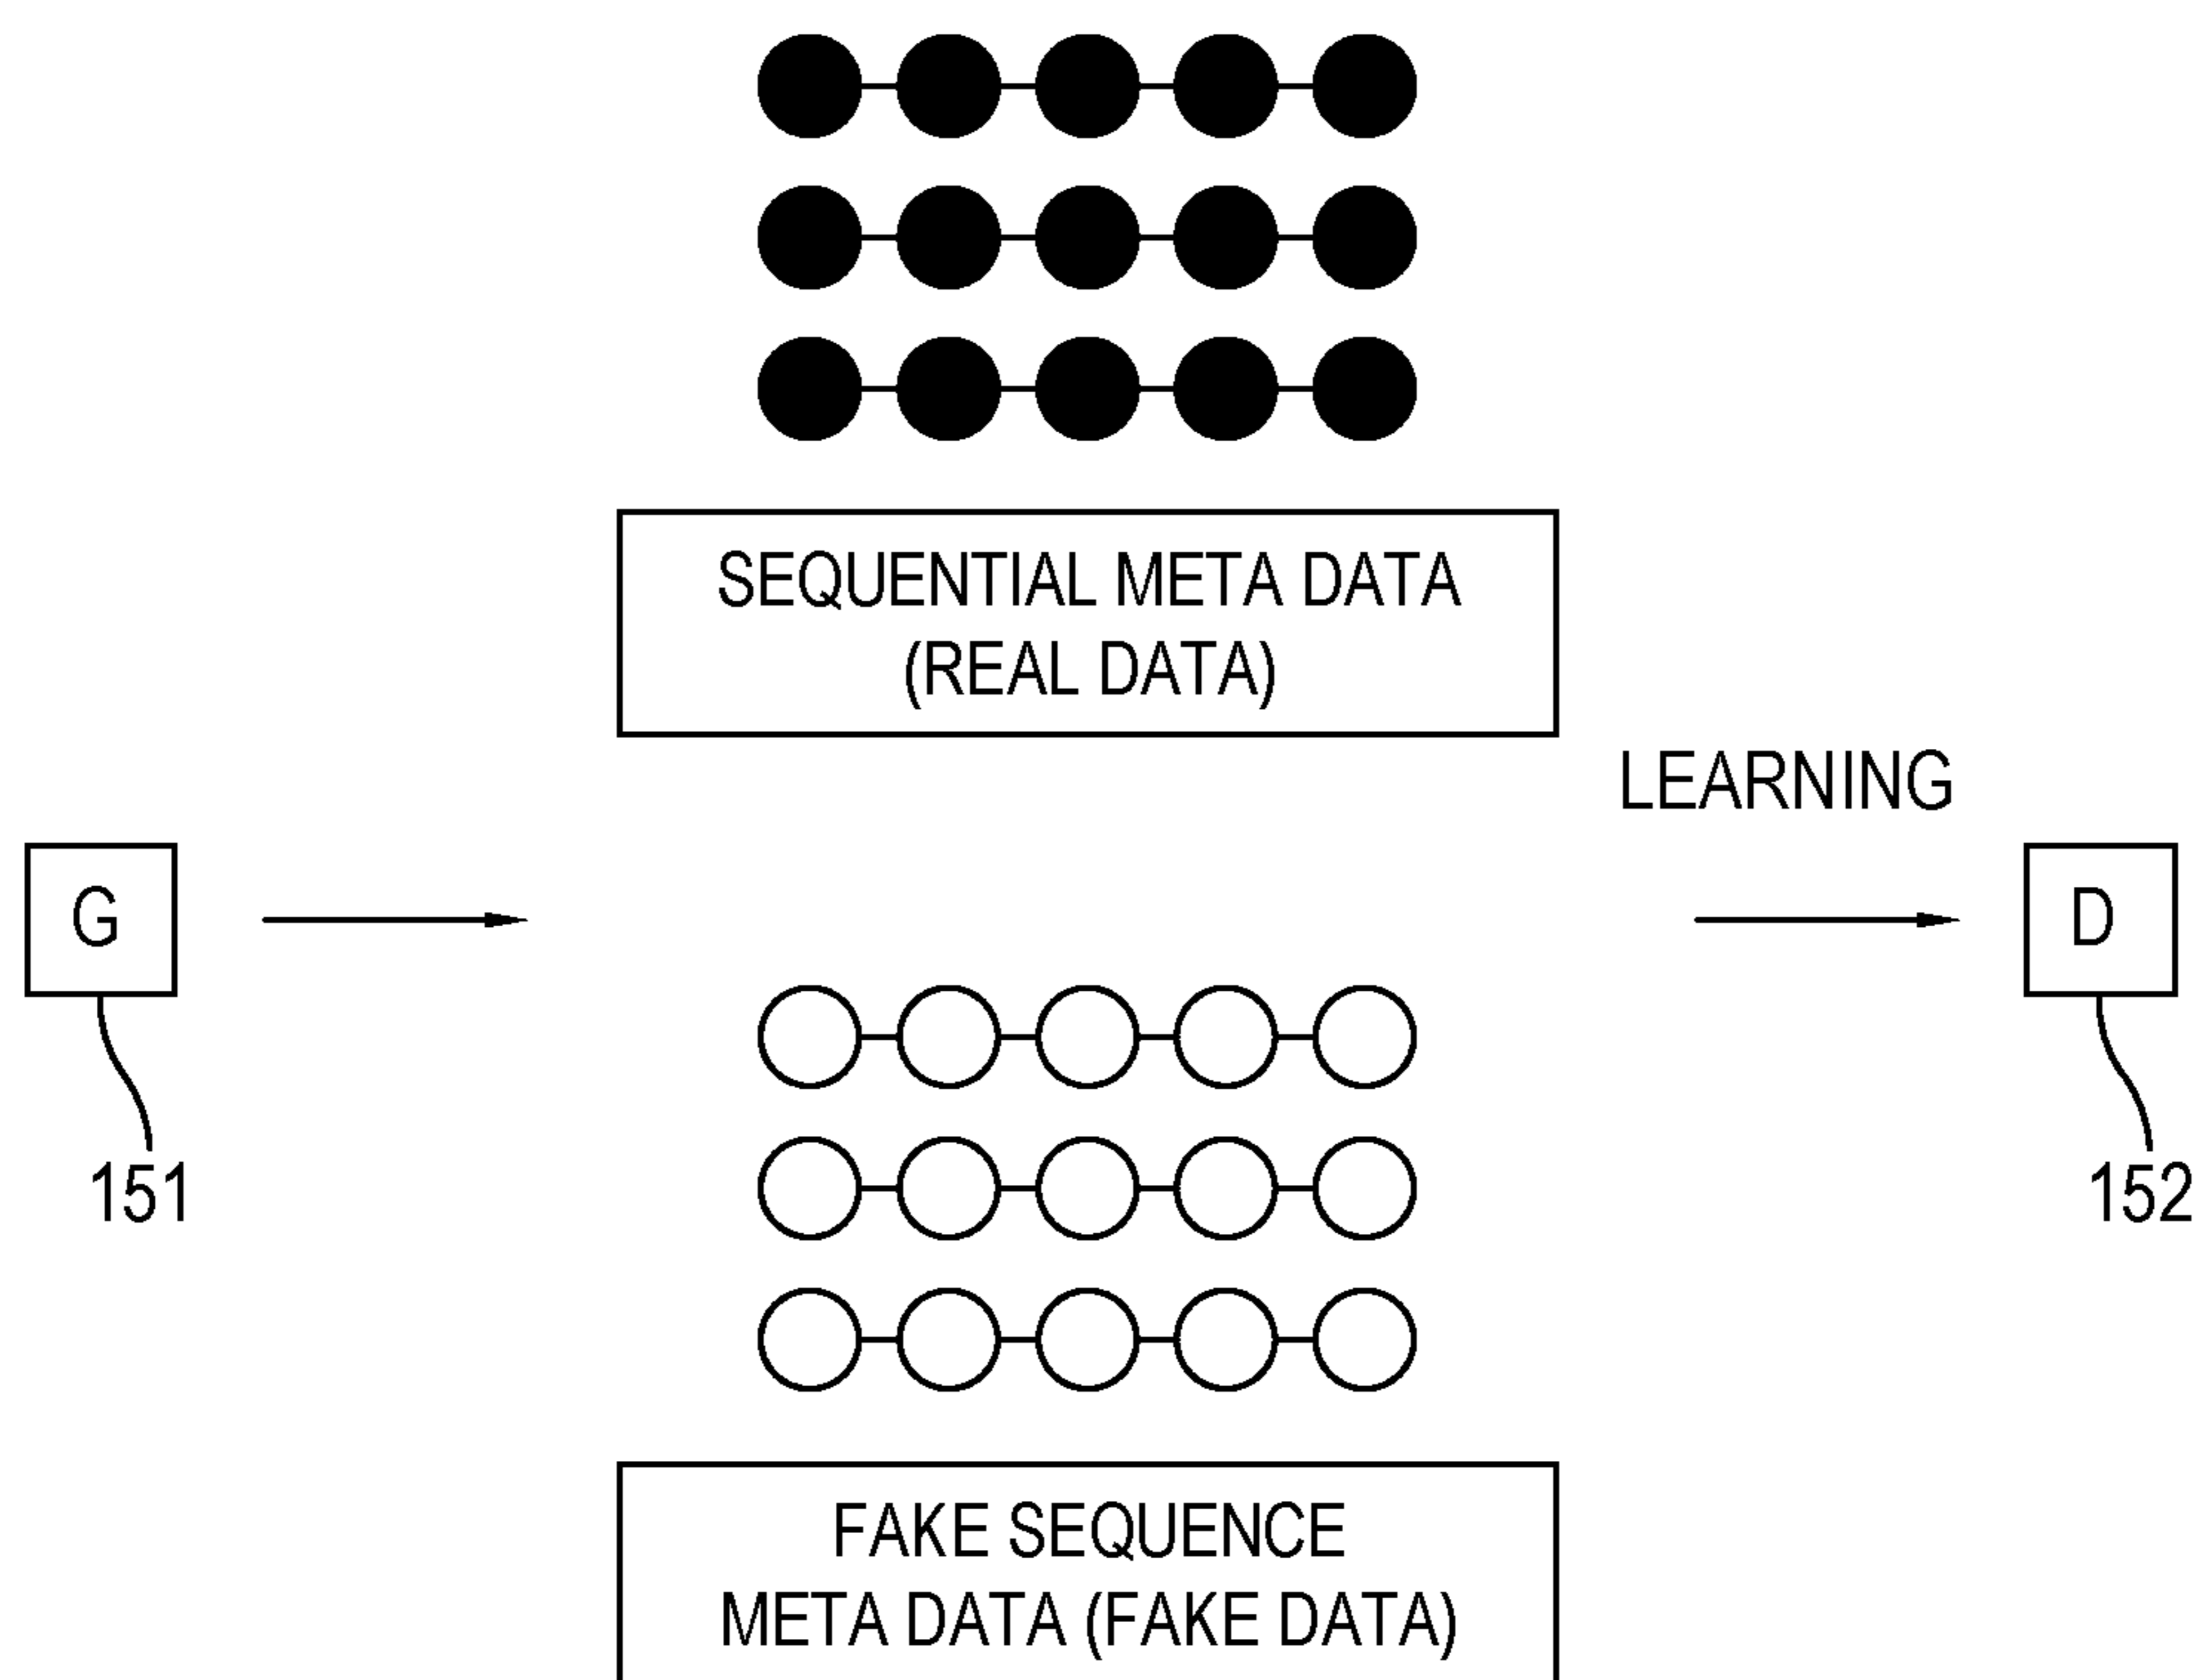 SEQUENTIAL META DATA
(REAL DATA)
LEARNING
G
D
151
152
FAKE SEQUENCE
META DATA (FAKE DATA)